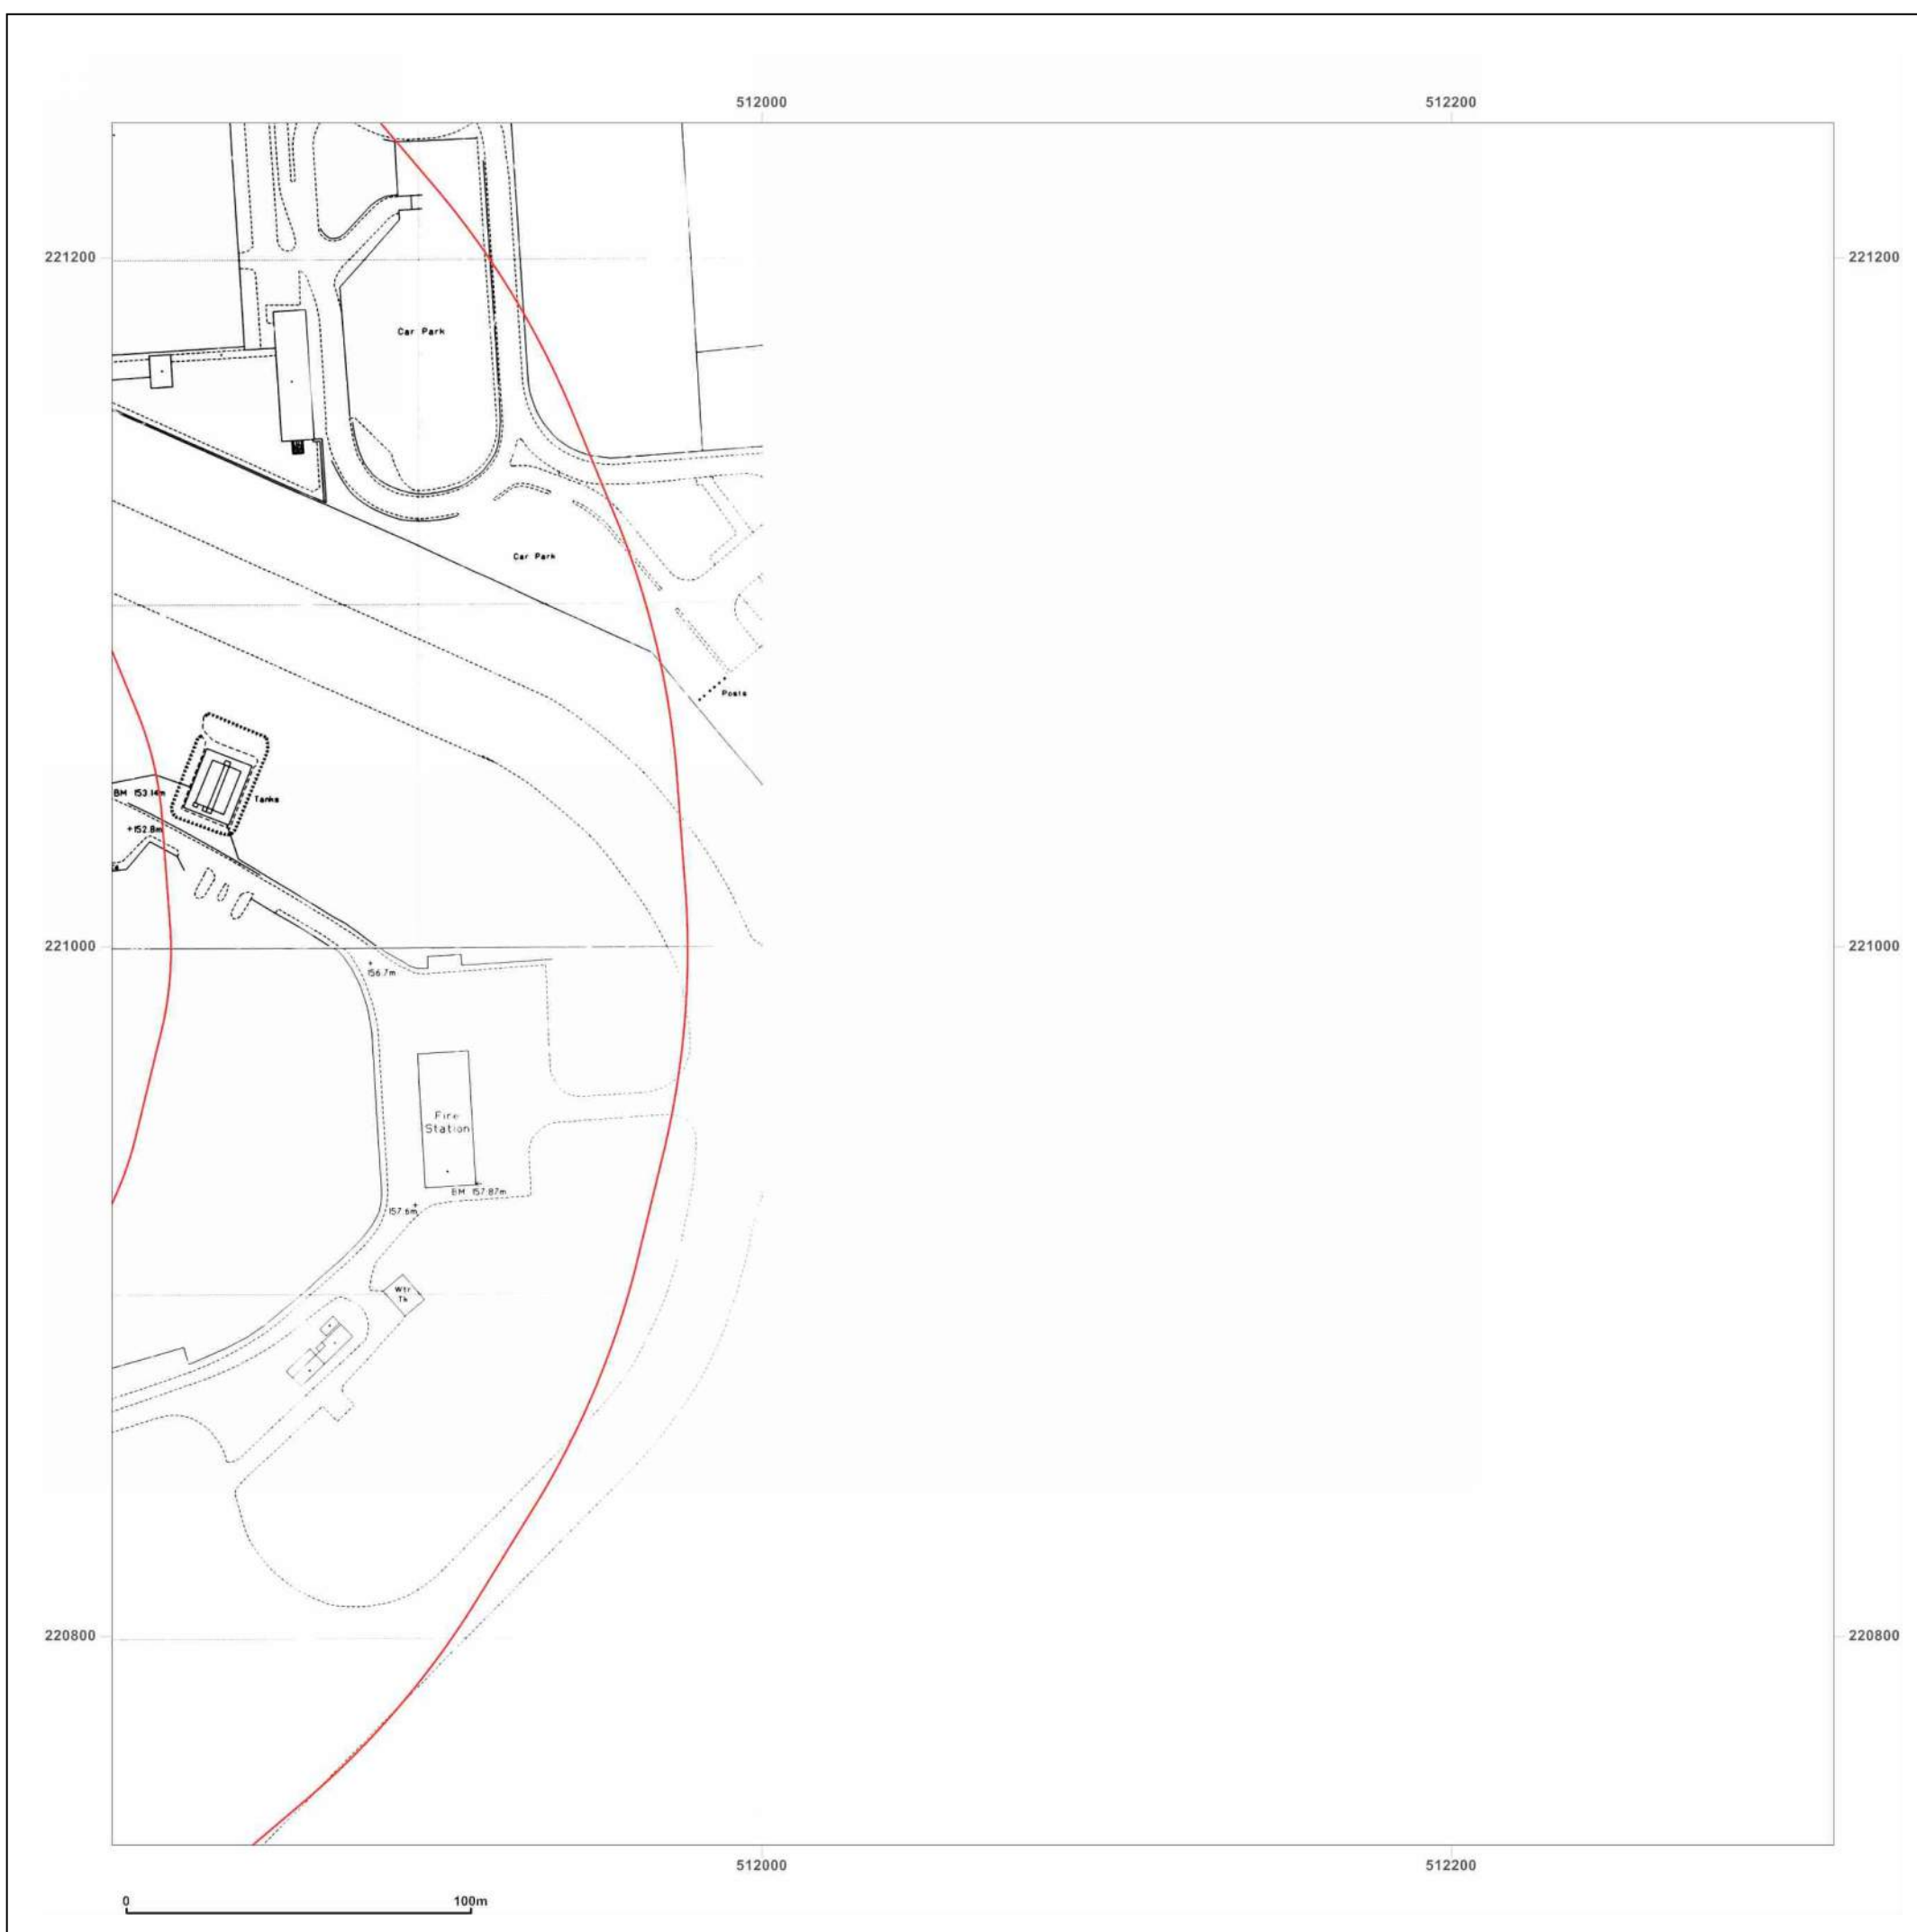 512000
512200
221200
221200
Car Park
Car Park
Posts
BM 153.14m
Tanks
+152.8m
221000
221000
156.7m
Fire
Station
BM 157.87m
157.6m
Wtr
Tk
220800
220800
512000
512200
0
100m